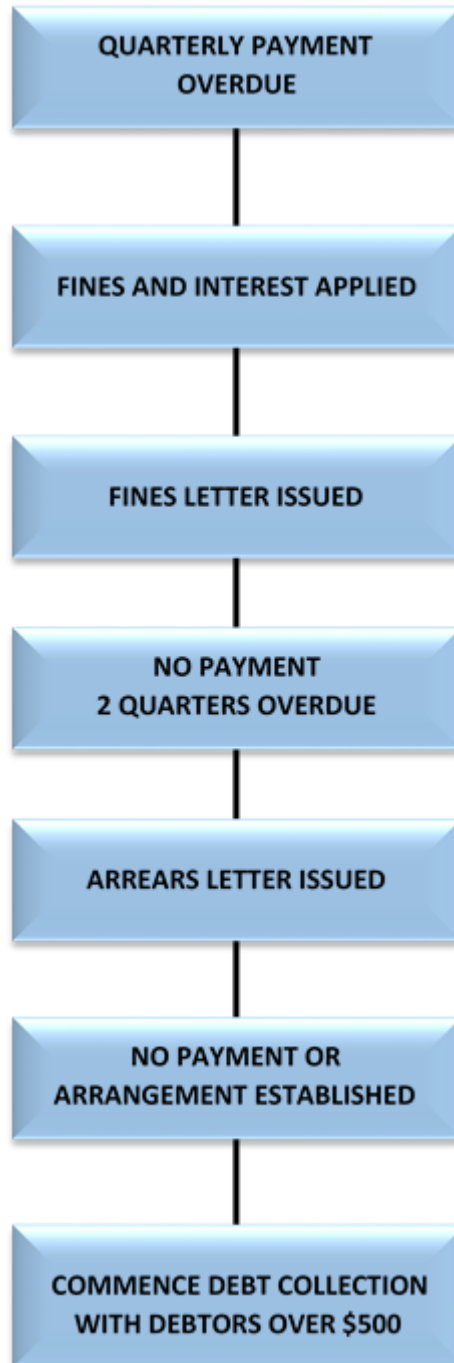 QUARTERLY PAYMENT
OVERDUE
FINES AND INTEREST APPLIED
FINES LETTER ISSUED
NO PAYMENT
2 QUARTERS OVERDUE
ARREARS LETTER ISSUED
NO PAYMENT OR
ARRANGEMENT ESTABLISHED
COMMENCE DEBT COLLECTION
WITH DEBTORS OVER $500